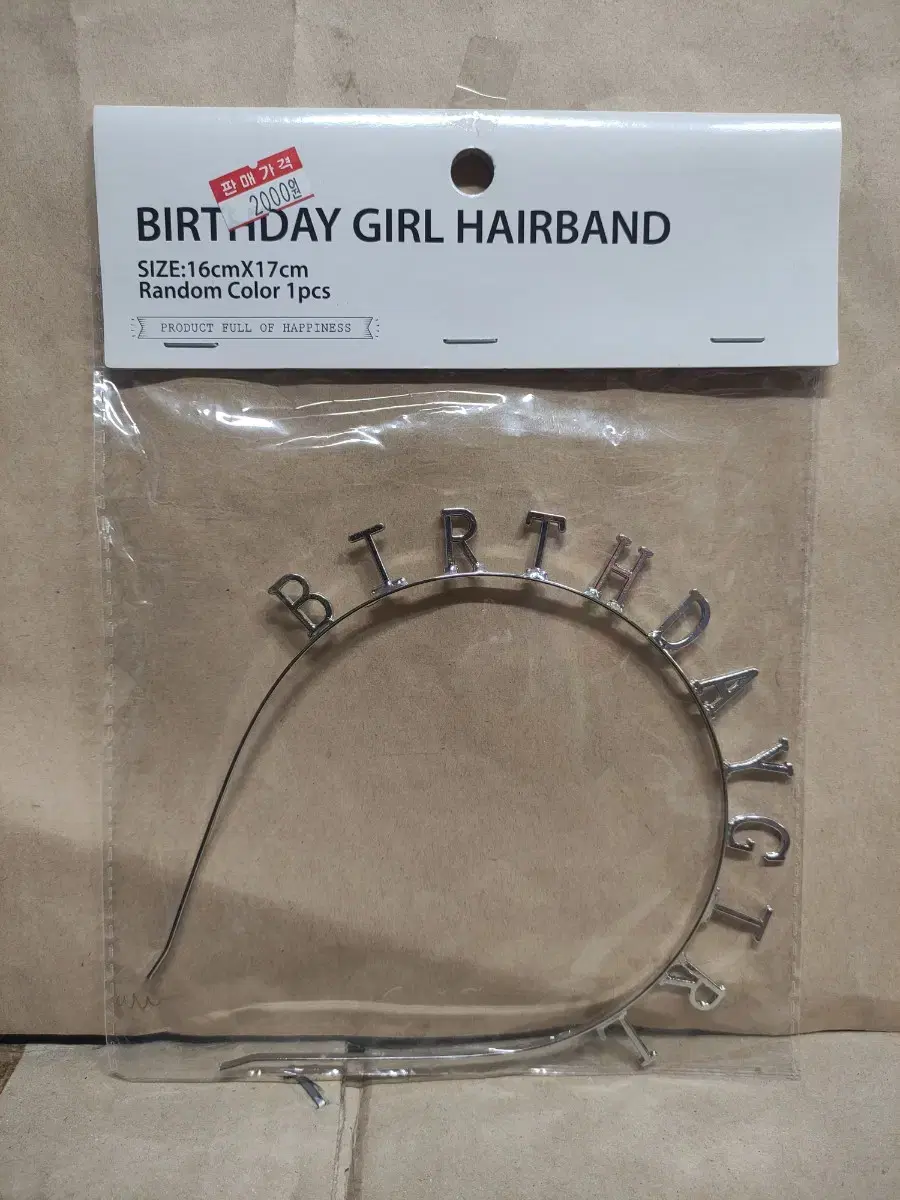 판매가격
2000원
BIRTHDAY GIRL HAIRBAND
SIZE:16cmX17cm
Random Color 1pcs
PRODUCT FULL OF HAPPINESS
BIRTHDAYGIRL